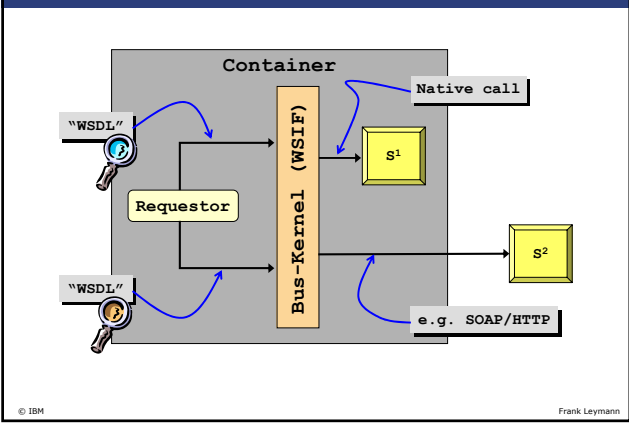 Container
Native call
“WSDL”
Bus-Kernel (WSIF)
S¹
Requestor
S²
“WSDL”
e.g. SOAP/HTTP
© IBM
Frank Leymann